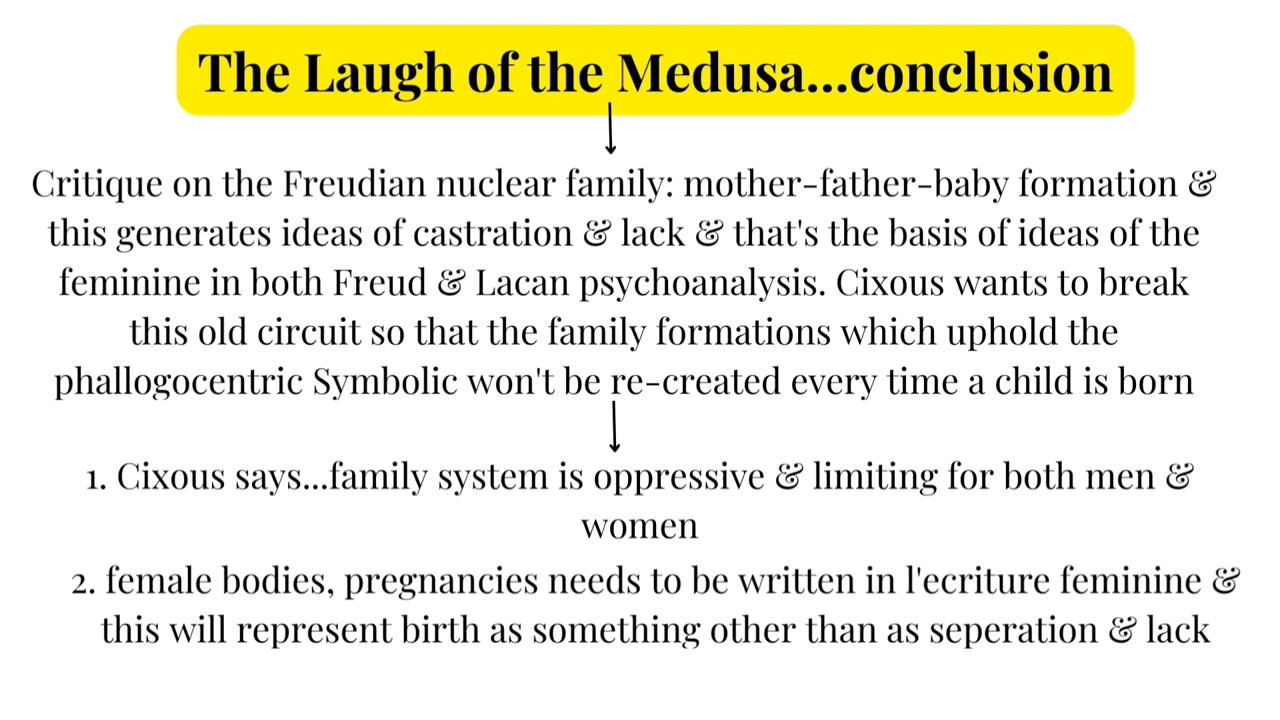 The Laugh of the Medusa...conclusion
Critique on the Freudian nuclear family: mother-father-baby formation &
this generates ideas of castration & lack & that's the basis of ideas of the
feminine in both Freud & Lacan psychoanalysis. Cixous wants to break
this old circuit so that the family formations which uphold the
phallogocentric Symbolic won't be re-created every time a child is born
1. Cixous says...family system is oppressive & limiting for both men &
women
2. female bodies, pregnancies needs to be written in l'ecriture feminine &
this will represent birth as something other than as seperation & lack